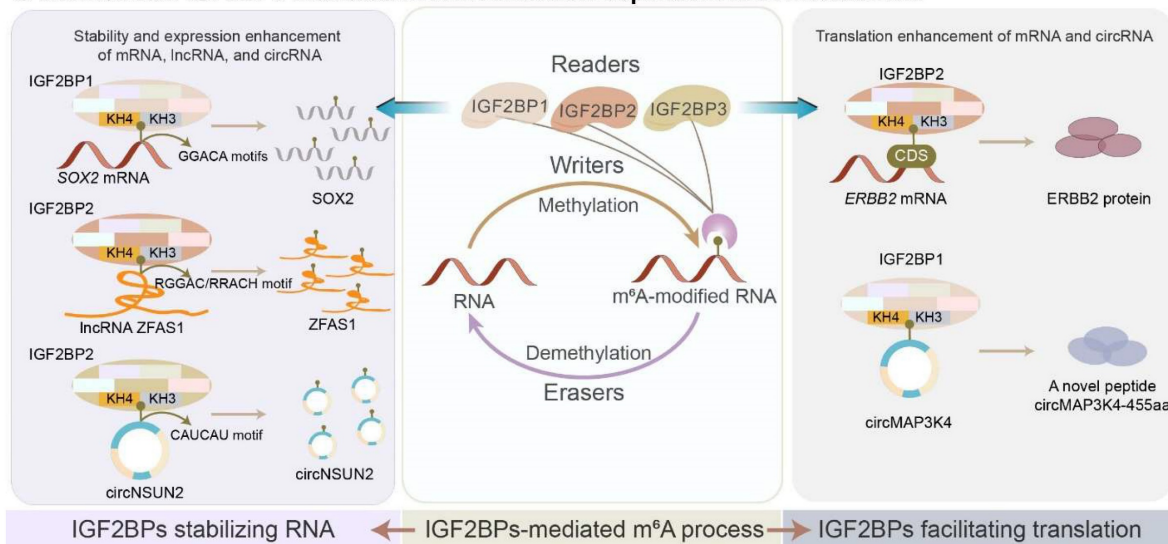 Stability and expression enhancement
of mRNA, lncRNA, and circRNA
IGF2BP1
KH4 KH3
GGACA motifs
SOX2 mRNA
SOX2
IGF2BP2
KH4 KH3
RGGAC/RRACH motif
lncRNA ZFAS1
ZFAS1
IGF2BP2
KH4 KH3
CAUCAU motif
circNSUN2
circNSUN2
Readers
IGF2BP1
IGF2BP2
IGF2BP3
Writers
Methylation
RNA
m⁶A-modified RNA
Demethylation
Erasers
Translation enhancement of mRNA and circRNA
IGF2BP2
KH4 KH3
CDS
ERBB2 mRNA
ERBB2 protein
IGF2BP1
KH4 KH3
circMAP3K4
A novel peptide
circMAP3K4-455aa
IGF2BPs stabilizing RNA
IGF2BPs-mediated m⁶A process
IGF2BPs facilitating translation